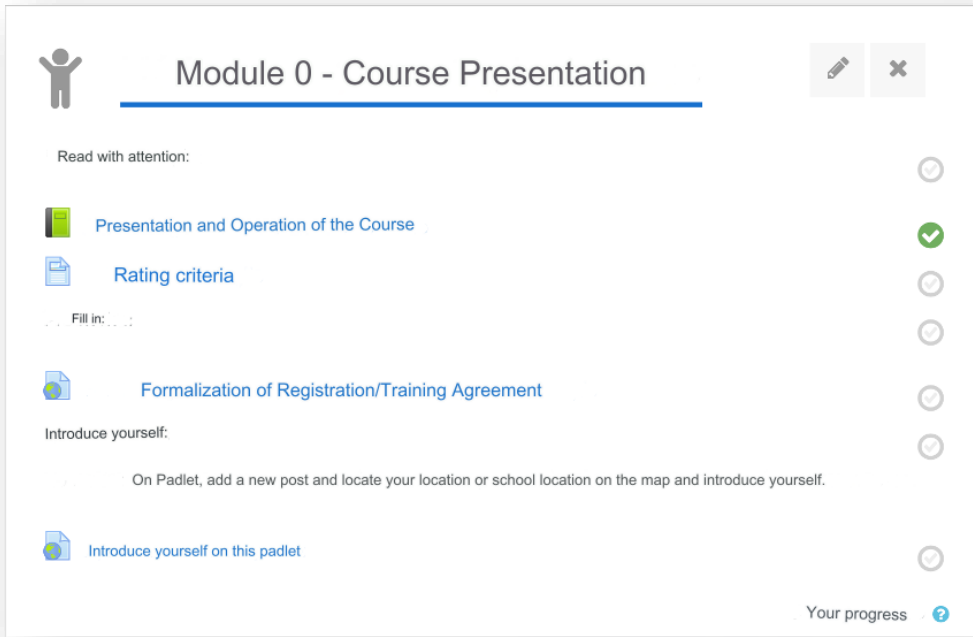 Module 0 - Course Presentation
Read with attention:
Presentation and Operation of the Course
Rating criteria
Fill in:
Formalization of Registration/Training Agreement
Introduce yourself:
On Padlet, add a new post and locate your location or school location on the map and introduce yourself.
Introduce yourself on this padlet
Your progress ?